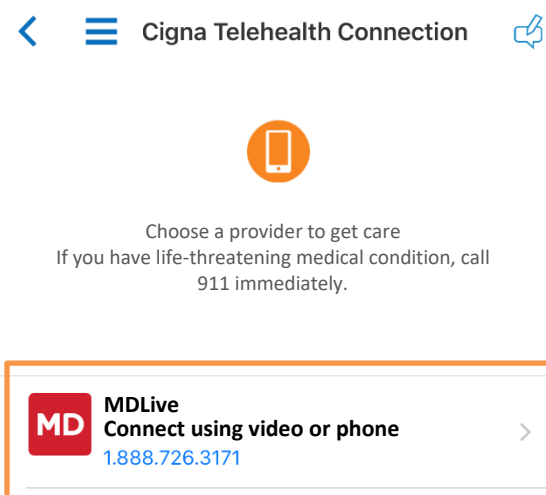 Cigna Telehealth Connection
Choose a provider to get care
If you have life-threatening medical condition, call
911 immediately.
MD
MDLive
Connect using video or phone
1.888.726.3171